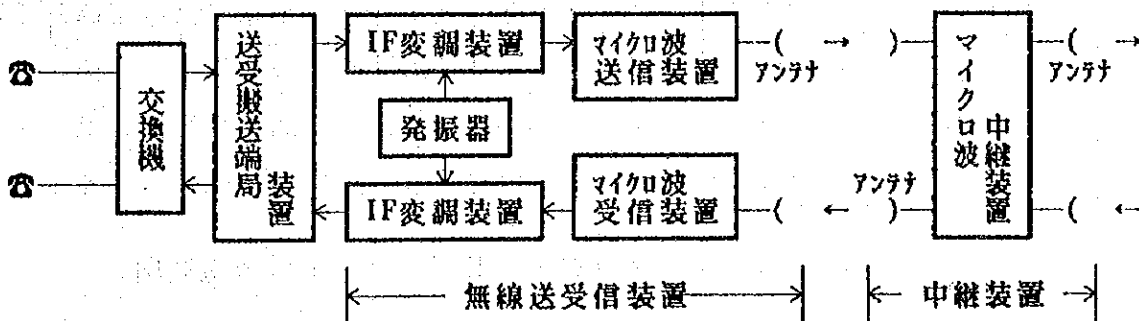 交換機
送受搬送端局装置
IF変調装置
発振器
IF変調装置
マイクロ波
送信装置
マイクロ波
受信装置
アンテナ
アンテナ
マイクロ波
中継装置
アンテナ
無線送受信装置
中継装置